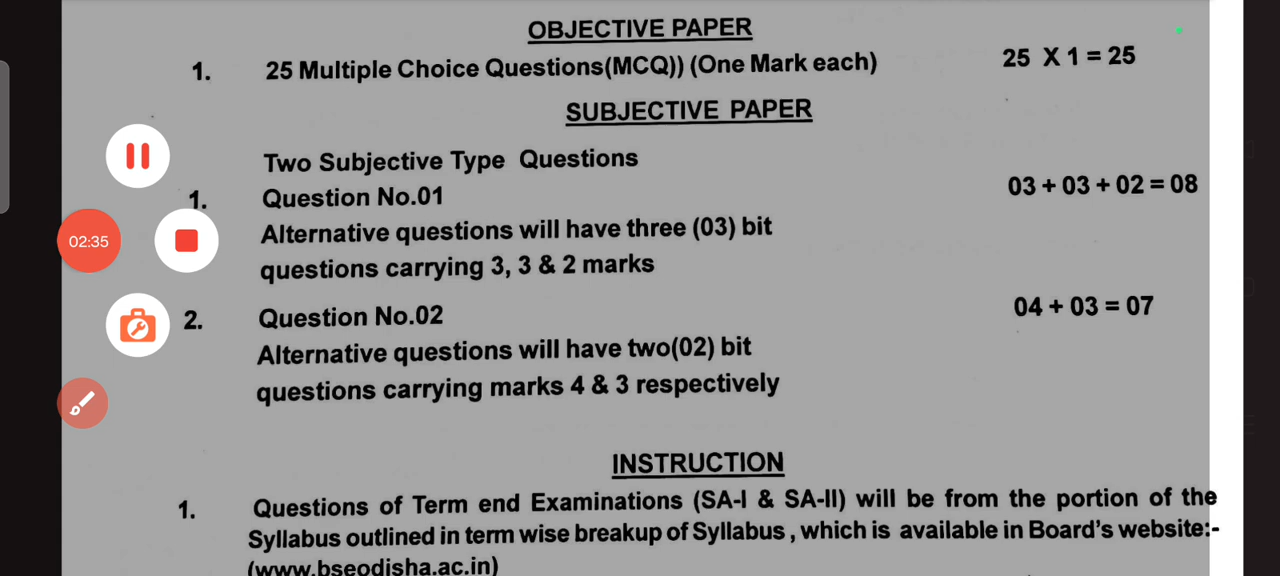 OBJECTIVE PAPER
1. 25 Multiple Choice Questions(MCQ)) (One Mark each) 25 X 1 = 25
SUBJECTIVE PAPER
Two Subjective Type Questions
1. Question No.01 03 + 03 + 02 = 08
Alternative questions will have three (03) bit
questions carrying 3, 3 & 2 marks
02:35
2. Question No.02 04 + 03 = 07
Alternative questions will have two(02) bit
questions carrying marks 4 & 3 respectively
INSTRUCTION
1. Questions of Term end Examinations (SA-I & SA-II) will be from the portion of the
Syllabus outlined in term wise breakup of Syllabus , which is available in Board's website:-
(www.bseodisha.ac.in)